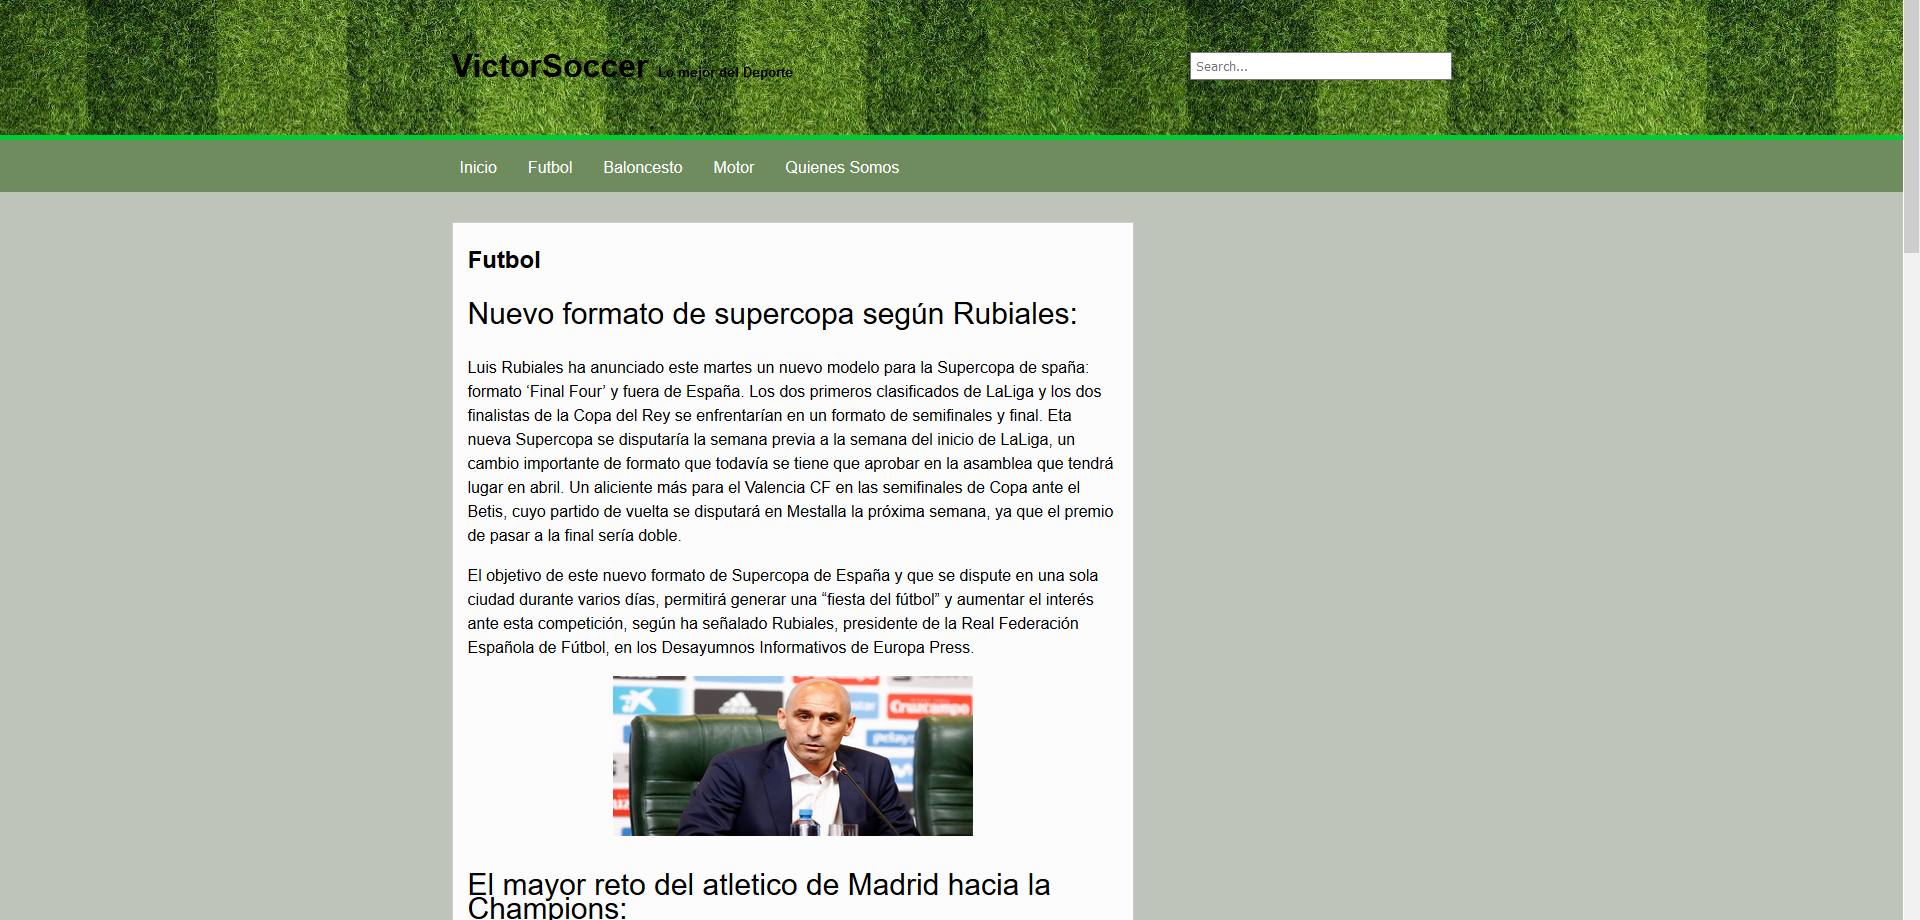 VictorSoccer Lo mejor del Deporte
Search...
Inicio Futbol Baloncesto Motor Quienes Somos
Futbol
Nuevo formato de supercopa según Rubiales:
Luis Rubiales ha anunciado este martes un nuevo modelo para la Supercopa de spaña:
formato ‘Final Four’ y fuera de España. Los dos primeros clasificados de LaLiga y los dos
finalistas de la Copa del Rey se enfrentarían en un formato de semifinales y final. Eta
nueva Supercopa se disputaría la semana previa a la semana del inicio de LaLiga, un
cambio importante de formato que todavía se tiene que aprobar en la asamblea que tendrá
lugar en abril. Un aliciente más para el Valencia CF en las semifinales de Copa ante el
Betis, cuyo partido de vuelta se disputará en Mestalla la próxima semana, ya que el premio
de pasar a la final sería doble.
El objetivo de este nuevo formato de Supercopa de España y que se dispute en una sola
ciudad durante varios días, permitirá generar una “fiesta del fútbol” y aumentar el interés
ante esta competición, según ha señalado Rubiales, presidente de la Real Federación
Española de Fútbol, en los Desayumnos Informativos de Europa Press.
adidas
Cruzcampo
pelayo
El mayor reto del atletico de Madrid hacia la
Champions: